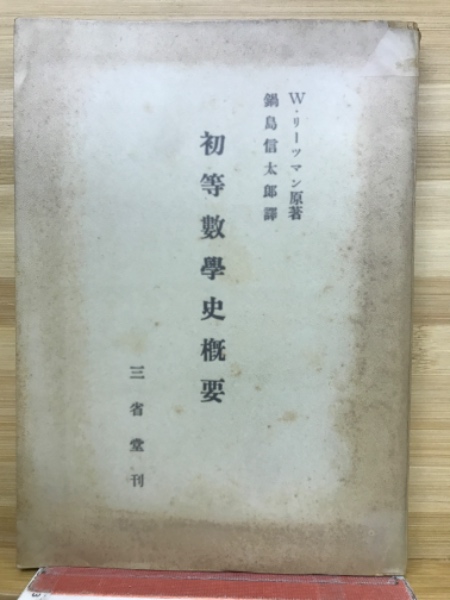 W・リーツマン原著
鍋島信太郎譯
初等數學史概要
三省堂刊